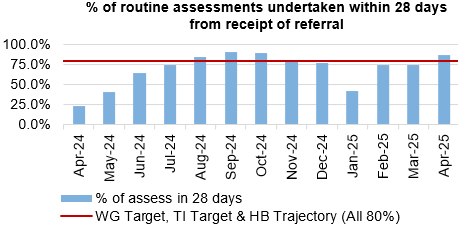 % of routine assessments undertaken within 28 days
from receipt of referral
100.0%
75.0%
50.0%
25.0%
0.0%
Apr-24
May-24
Jun-24
Jul-24
Aug-24
Sep-24
Oct-24
Nov-24
Dec-24
Jan-25
Feb-25
Mar-25
Apr-25
% of assess in 28 days
WG Target, TI Target & HB Trajectory (All 80%)